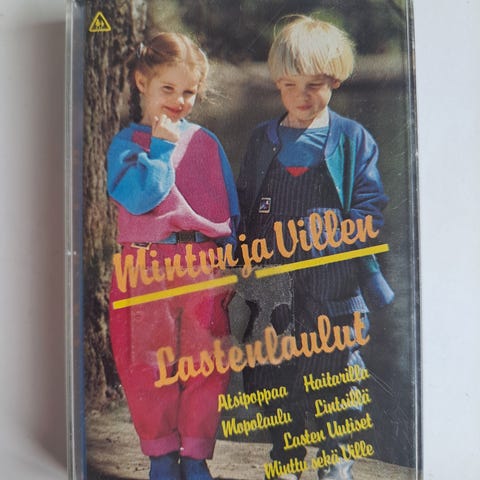 Mintun ja Villen
Lastenlaulut
Atsipoppaa Haitarilla
Mopolaulu Lintsillä
Lasten Uutiset
Minttu sekä Ville